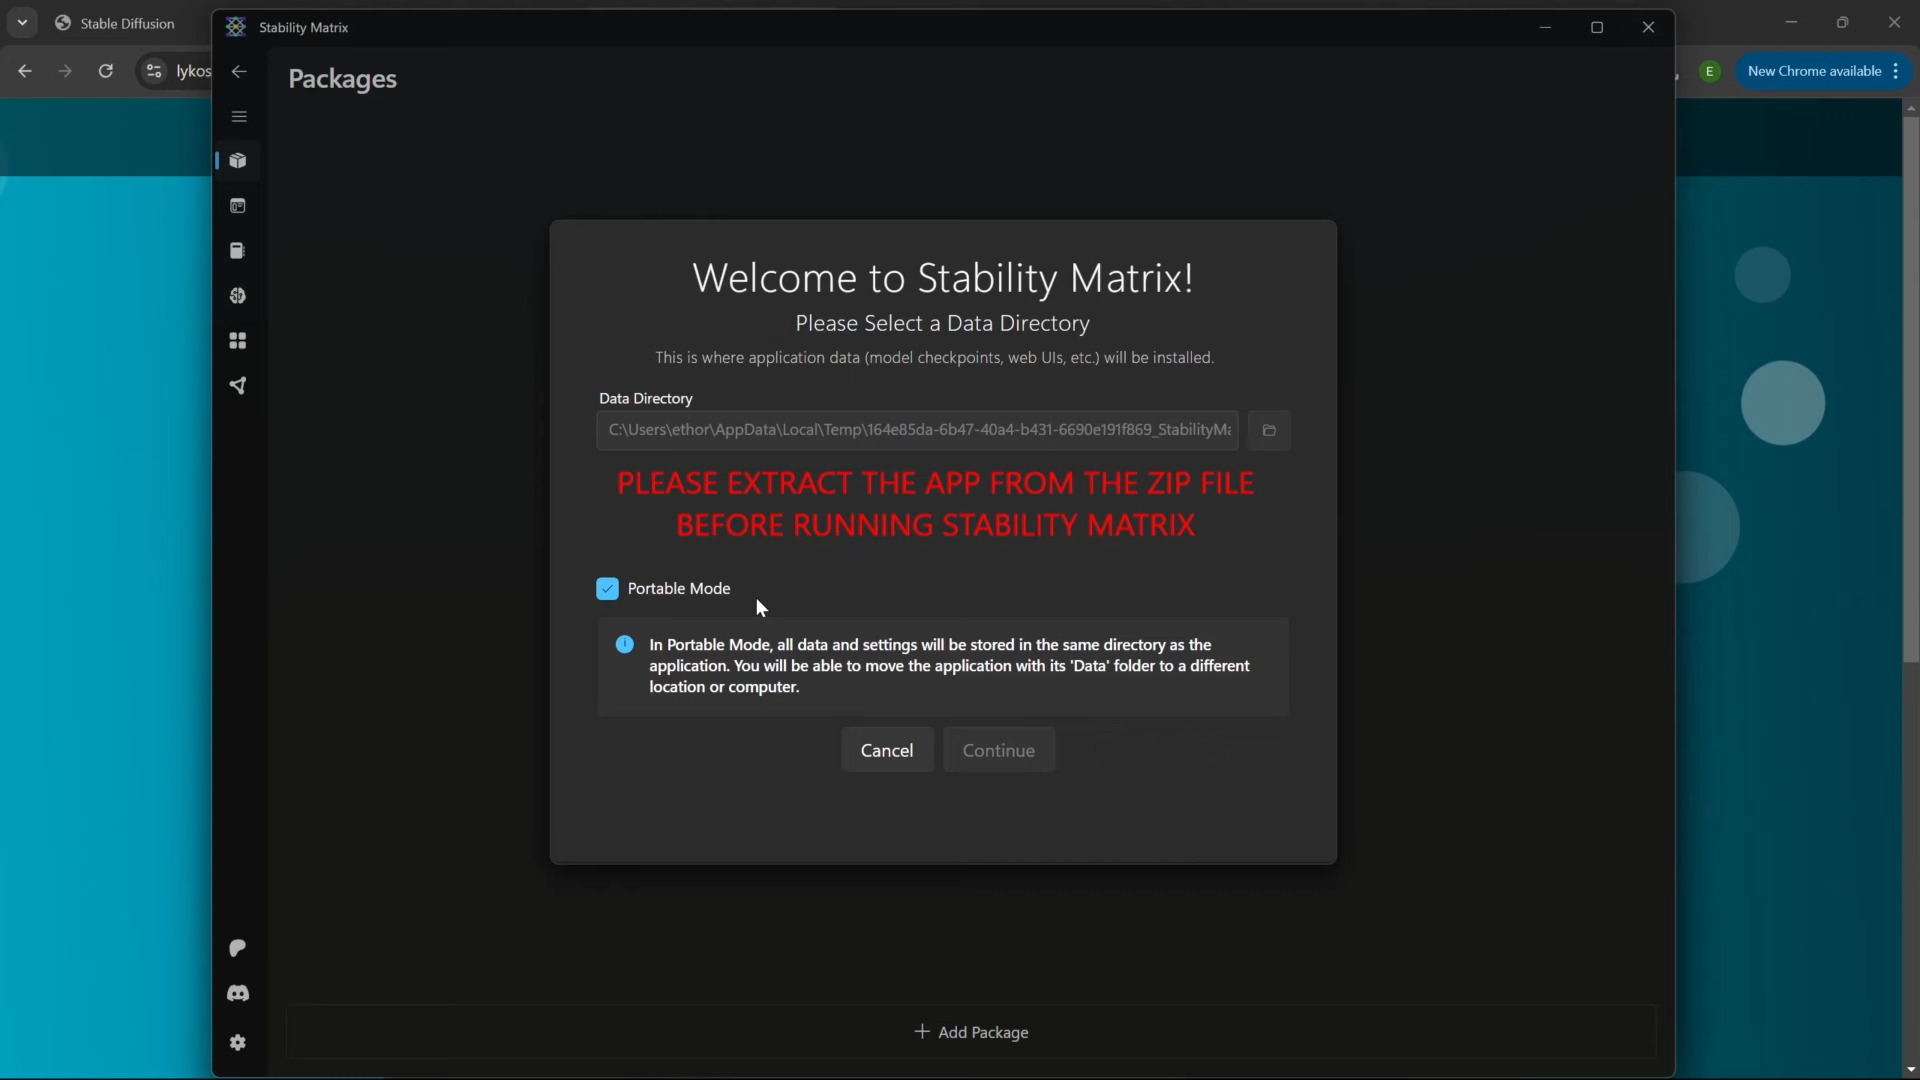 Stable Diffusion
Stability Matrix
lykos
Packages
E
New Chrome available
Welcome to Stability Matrix!
Please Select a Data Directory
This is where application data (model checkpoints, web UIs, etc.) will be installed.
Data Directory
C:\Users\ethor\AppData\Local\Temp\164e85da-6b47-40a4-b431-6690e191f869_StabilityMa
PLEASE EXTRACT THE APP FROM THE ZIP FILE
BEFORE RUNNING STABILITY MATRIX
Portable Mode
In Portable Mode, all data and settings will be stored in the same directory as the
application. You will be able to move the application with its 'Data' folder to a different
location or computer.
Cancel
Continue
Add Package